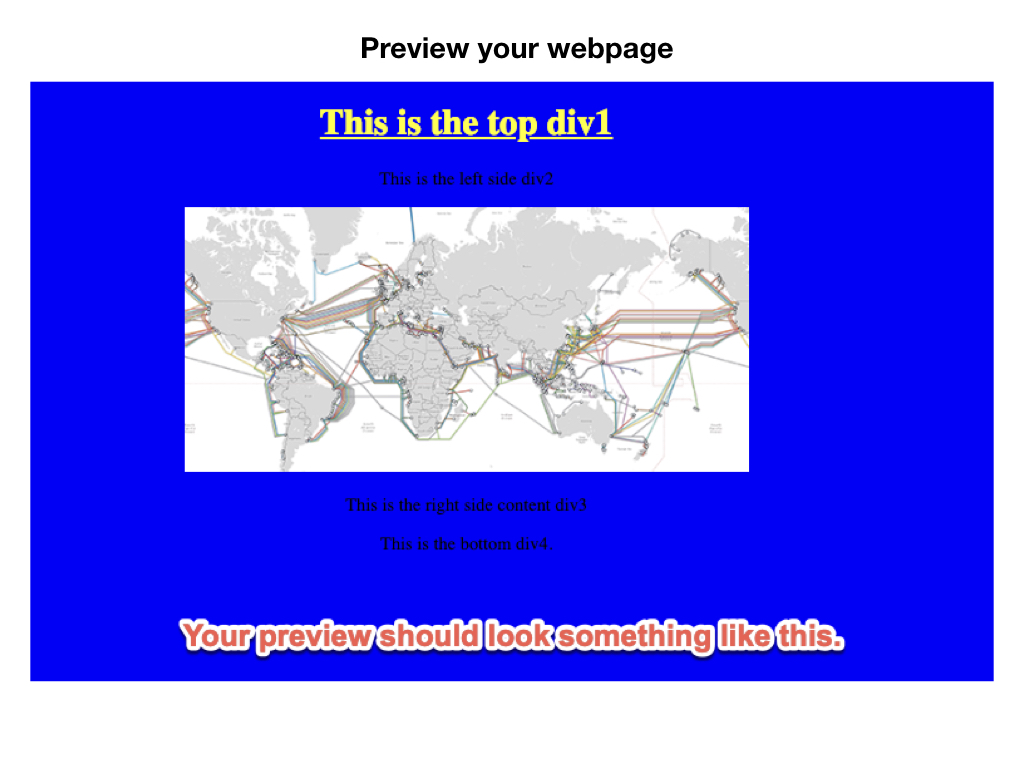 Preview your webpage
This is the top div1
This is the left side div2
This is the right side content div3
This is the bottom div4.
Your preview should look something like this.